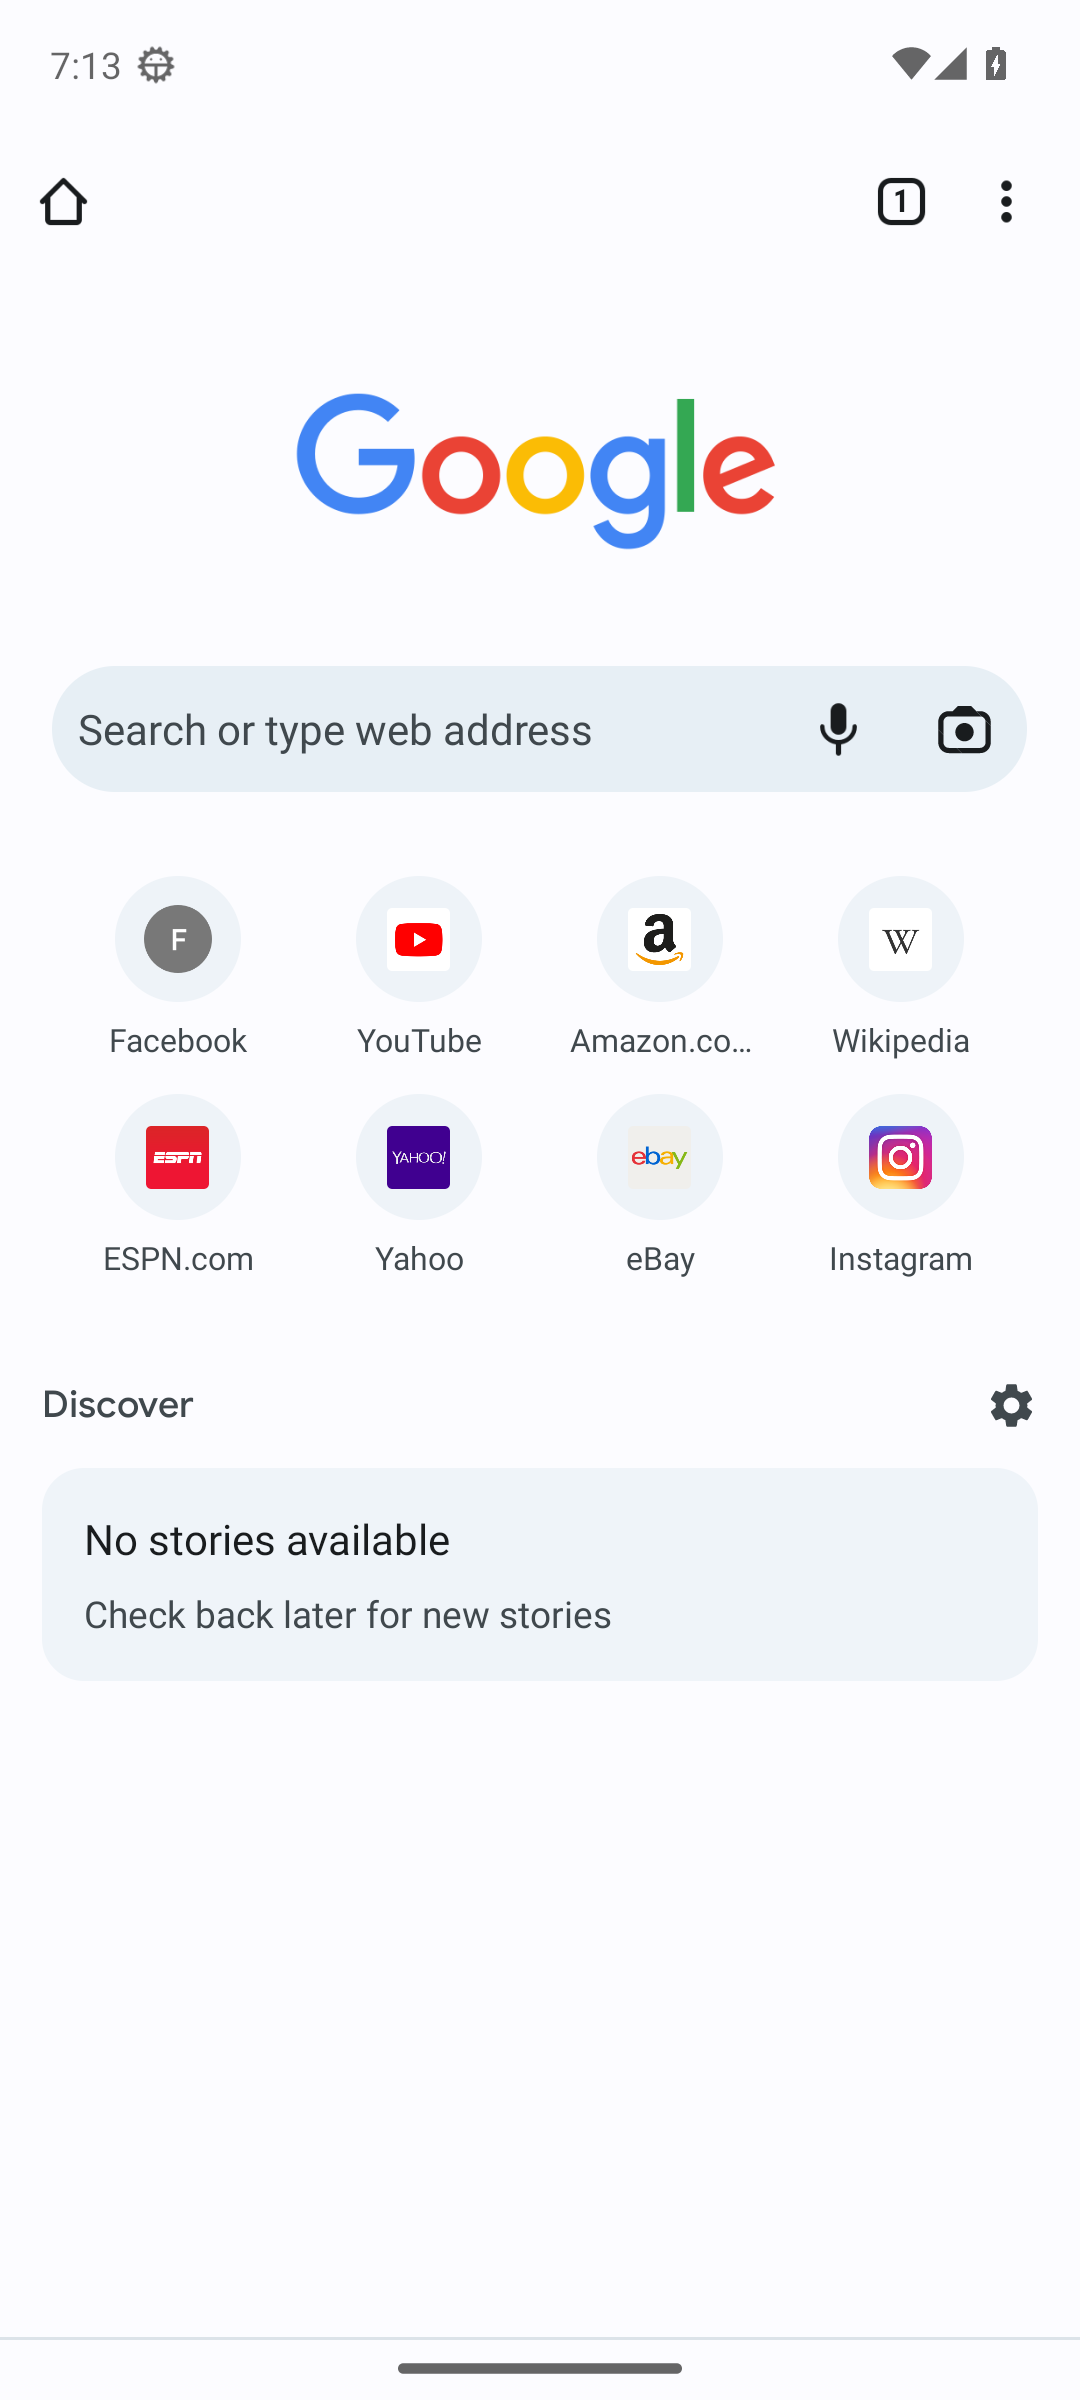 7:13
1
Google
Search or type web address
F
a
W
Facebook
YouTube
Amazon.co...
Wikipedia
ESPN
YAHOO!
ebay
ESPN.com
Yahoo
eBay
Instagram
Discover
No stories available
Check back later for new stories